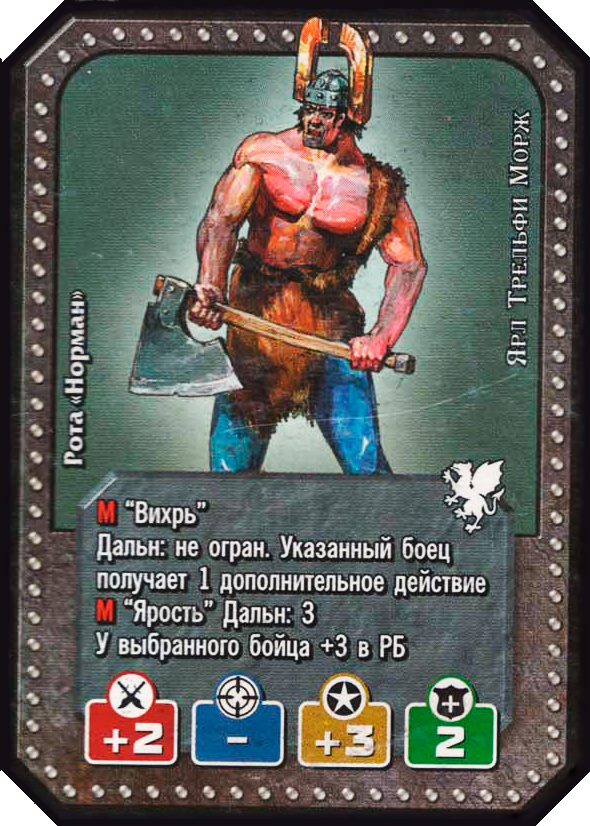 Ярл Трельфи Морж
Рота «Норман»
М “Вихрь”
Дальн: не огран. Указанный боец
получает 1 дополнительное действие
М “Ярость” Дальн: 3
У выбранного бойца +3 в РБ
+2
-
+3
2